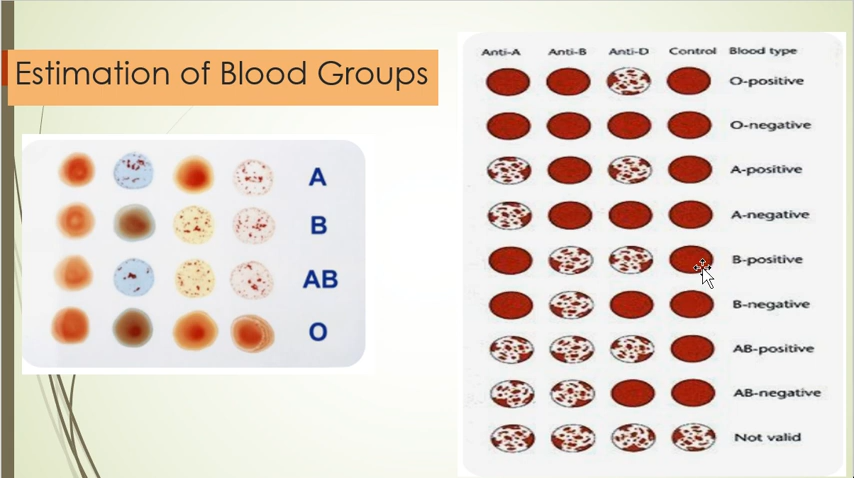 Estimation of Blood Groups
A
B
AB
O
Anti-A Anti-B Anti-D Control Blood type
O-positive
O-negative
A-positive
A-negative
B-positive
B-negative
AB-positive
AB-negative
Not valid